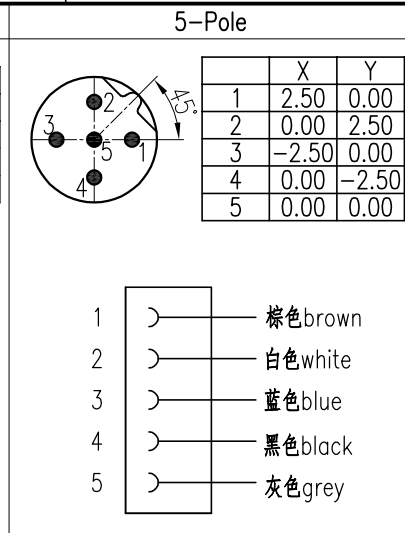 5-Pole
2
45°
3
5
1
4
X Y
1 2.50 0.00
2 0.00 2.50
3 -2.50 0.00
4 0.00 -2.50
5 0.00 0.00
1 棕色brown
2 白色white
3 蓝色blue
4 黑色black
5 灰色grey